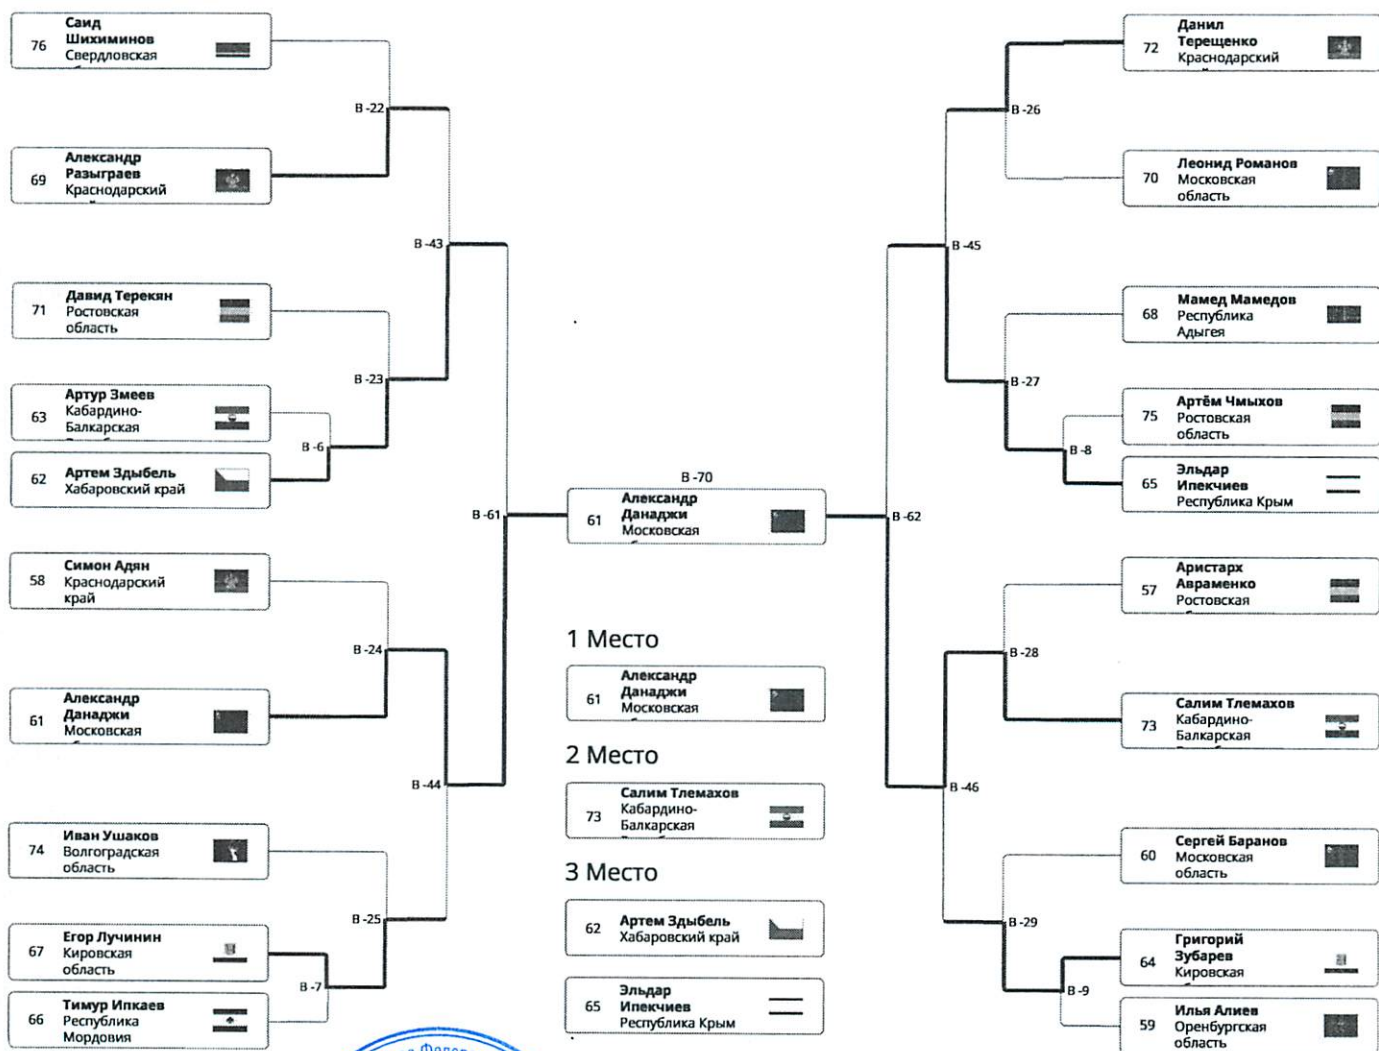 76
Саид
Шихиминов
Свердловская
B -22
69
Александр
Разыграев
Краснодарский
B -43
71
Давид Терекян
Ростовская
область
B -23
63
Артур Змеев
Кабардино-
Балкарская
B -6
62
Артем Здыбель
Хабаровский край
B -61
58
Симон Адян
Краснодарский
край
B -24
61
Александр
Данаджи
Московская
B -44
74
Иван Ушаков
Волгоградская
область
B -25
67
Егор Лучинин
Кировская
область
B -7
66
Тимур Ипкаев
Республика
Мордовия
B -70
61
Александр
Данаджи
Московская
1 Место
61
Александр
Данаджи
Московская
2 Место
73
Салим Тлемахов
Кабардино-
Балкарская
3 Место
62
Артем Здыбель
Хабаровский край
65
Эльдар
Ипекчиев
Республика Крым
72
Данил
Терещенко
Краснодарский
B -26
70
Леонид Романов
Московская
область
B -45
68
Мамед Мамедов
Республика
Адыгея
B -27
75
Артём Чмыхов
Ростовская
область
B -8
65
Эльдар
Ипекчиев
Республика Крым
B -62
57
Аристарх
Авраменко
Ростовская
B -28
73
Салим Тлемахов
Кабардино-
Балкарская
B -46
60
Сергей Баранов
Московская
область
B -29
64
Григорий
Зубарев
Кировская
B -9
59
Илья Алиев
Оренбургская
область